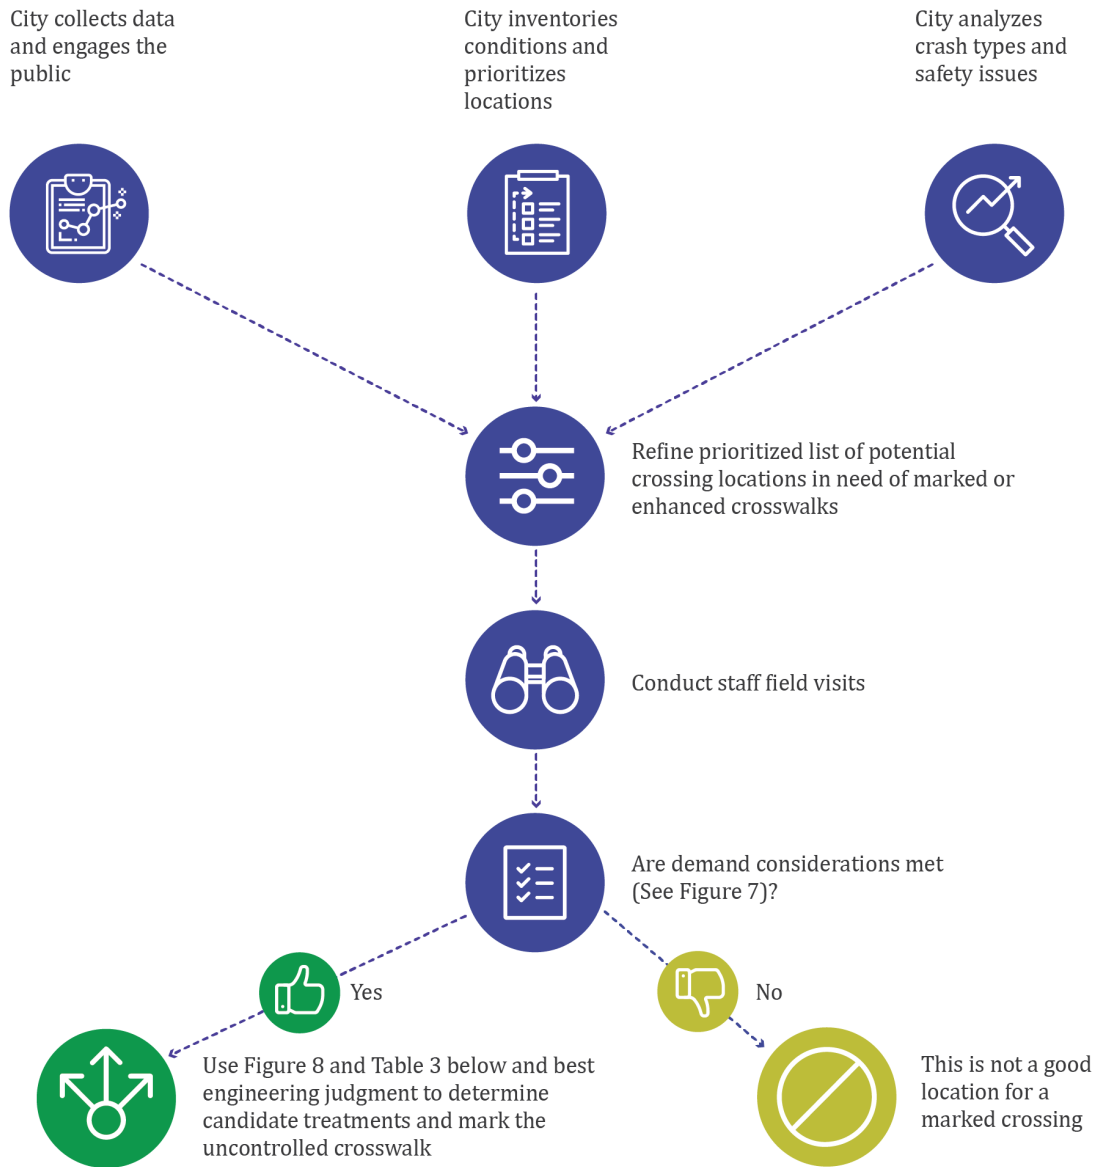 City collects data
and engages the
public
City inventories
conditions and
prioritizes
locations
City analyzes
crash types and
safety issues
Refine prioritized list of potential
crossing locations in need of marked or
enhanced crosswalks
Conduct staff field visits
Are demand considerations met
(See Figure 7)?
Yes
No
Use Figure 8 and Table 3 below and best
engineering judgment to determine
candidate treatments and mark the
uncontrolled crosswalk
This is not a good
location for a
marked crossing